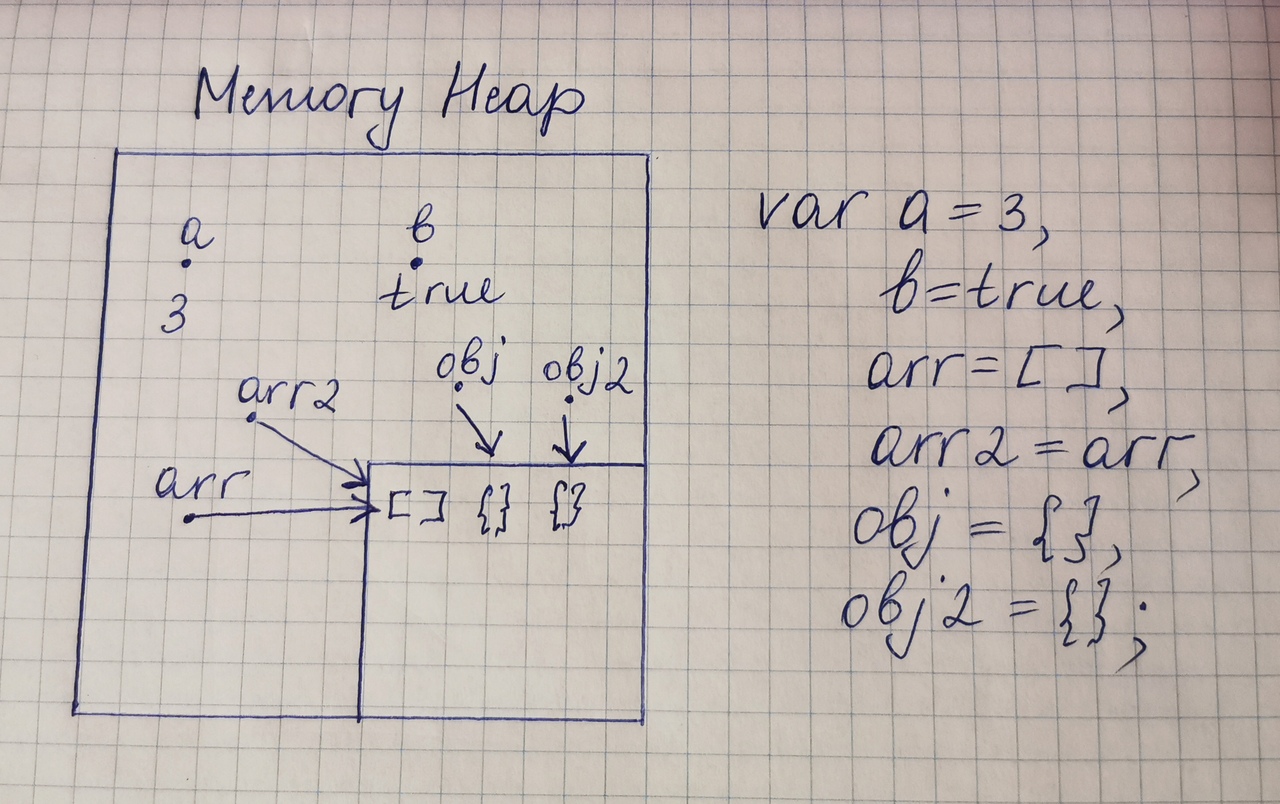 Memory Heap
a
3
b
true
arr2
arr
obj
obj2
[ ] {} {}
var a = 3,
b = true,
arr = [ ],
arr2 = arr,
obj = {},
obj2 = {};